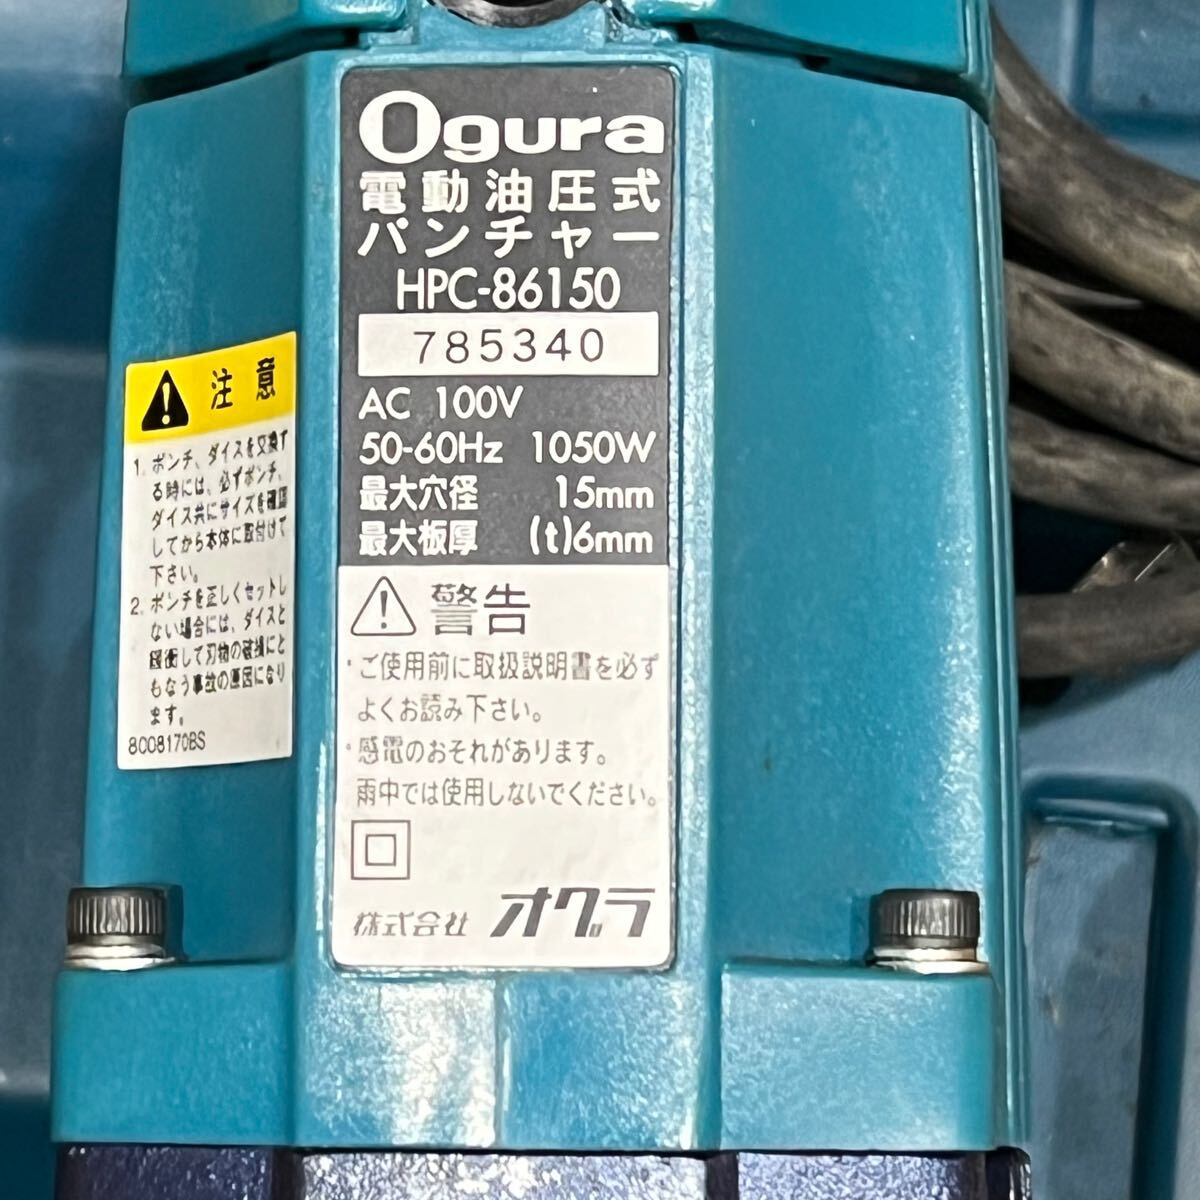 Ogura
電動油圧式
パンチャー
HPC-86150
785340
AC 100V
50-60Hz 1050W
最大穴径 15mm
最大板厚 (t)6mm
警告
・ご使用前に取扱説明書を必ず
よくお読み下さい。
・感電のおそれがあります。
雨中では使用しないでください。
株式会社 オグラ
注意
1. ポンチ、ダイスを交換す
る時には、必ずポンチ、
ダイス共にサイズを確認
してから本体に取付けて
下さい。
2. ポンチを正しくセットし
ない場合には、ダイスと
緩衝して刃物の破損にと
もなう事故の原因になり
ます。
8C08170BS